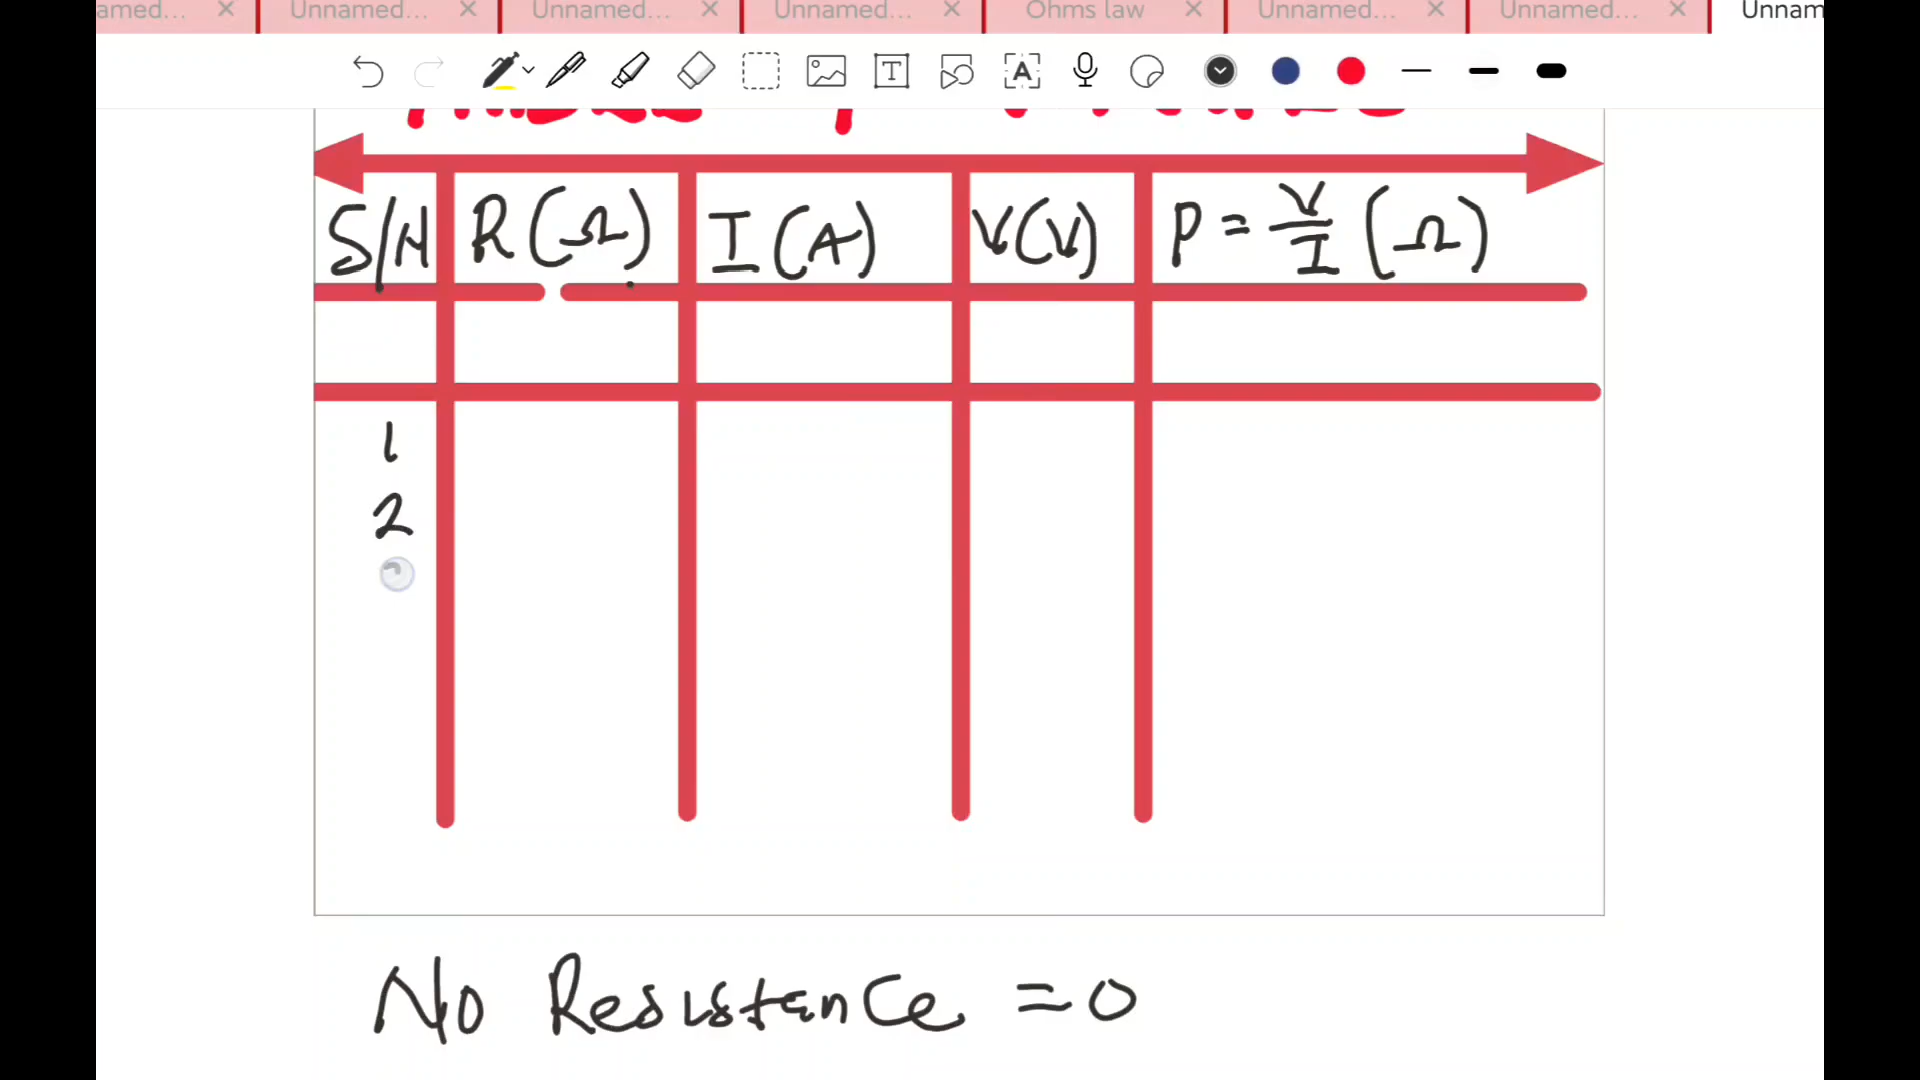 amed... Unnamed... Unnamed... Unnamed... Ohms law Unnamed... Unnamed... Unnam
T A
S/N R(Ω) I(A) V(V) P = V/I (Ω)
1
2
No Resistance = 0